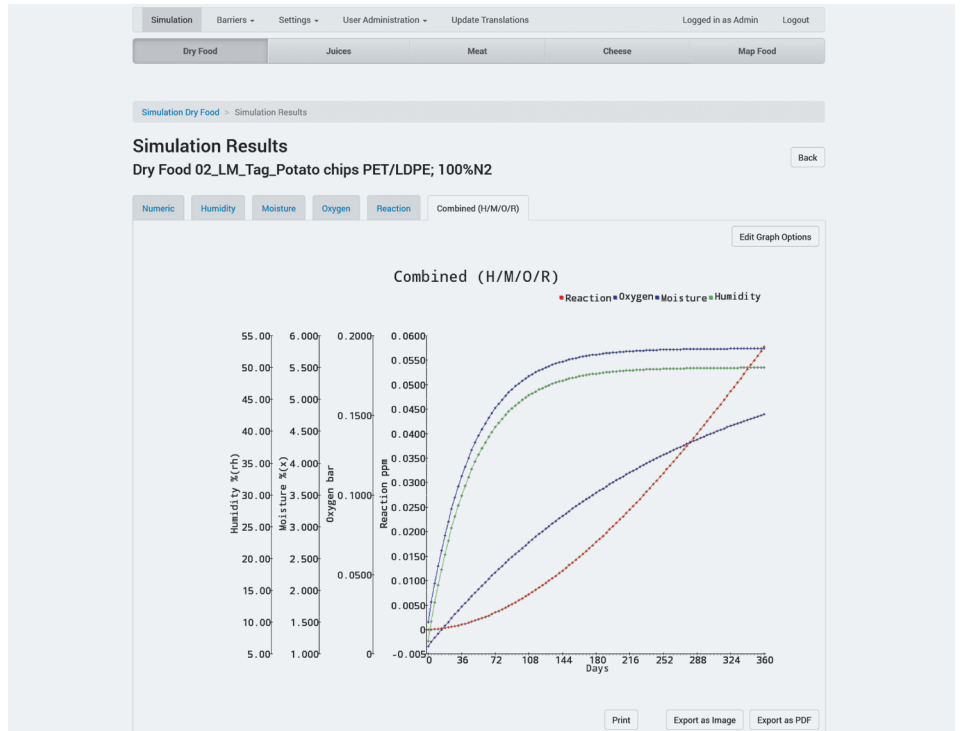 Simulation Barriers Settings User Administration Update Translations Logged in as Admin Logout
Dry Food Juices Meat Cheese Map Food
Simulation Dry Food > Simulation Results
Simulation Results
Back
Dry Food 02_LM_Tag_Potato chips PET/LDPE; 100%N2
Numeric Humidity Moisture Oxygen Reaction Combined (H/M/O/R)
Edit Graph Options
Combined (H/M/O/R)
Reaction Oxygen Moisture Humidity
55.00 6.000 0.2000 0.0600
0.0550
50.00 5.500 0.0500
45.00 5.000 0.1500 0.0450
40.00 4.500 0.0400
35.00 4.000 0.0350
0.0300
30.00 3.500 0.1000 0.0250
25.00 3.000 0.0200
20.00 2.500 0.0150
15.00 2.000 0.0500 0.0100
0.0050
10.00 1.500 0
5.00 1.000 0 -0.005
Humidity %(rh)
Moisture %(x)
Oxygen bar
Reaction ppm
0 36 72 108 144 180 216 252 288 324 360
Days
Print Export as Image Export as PDF